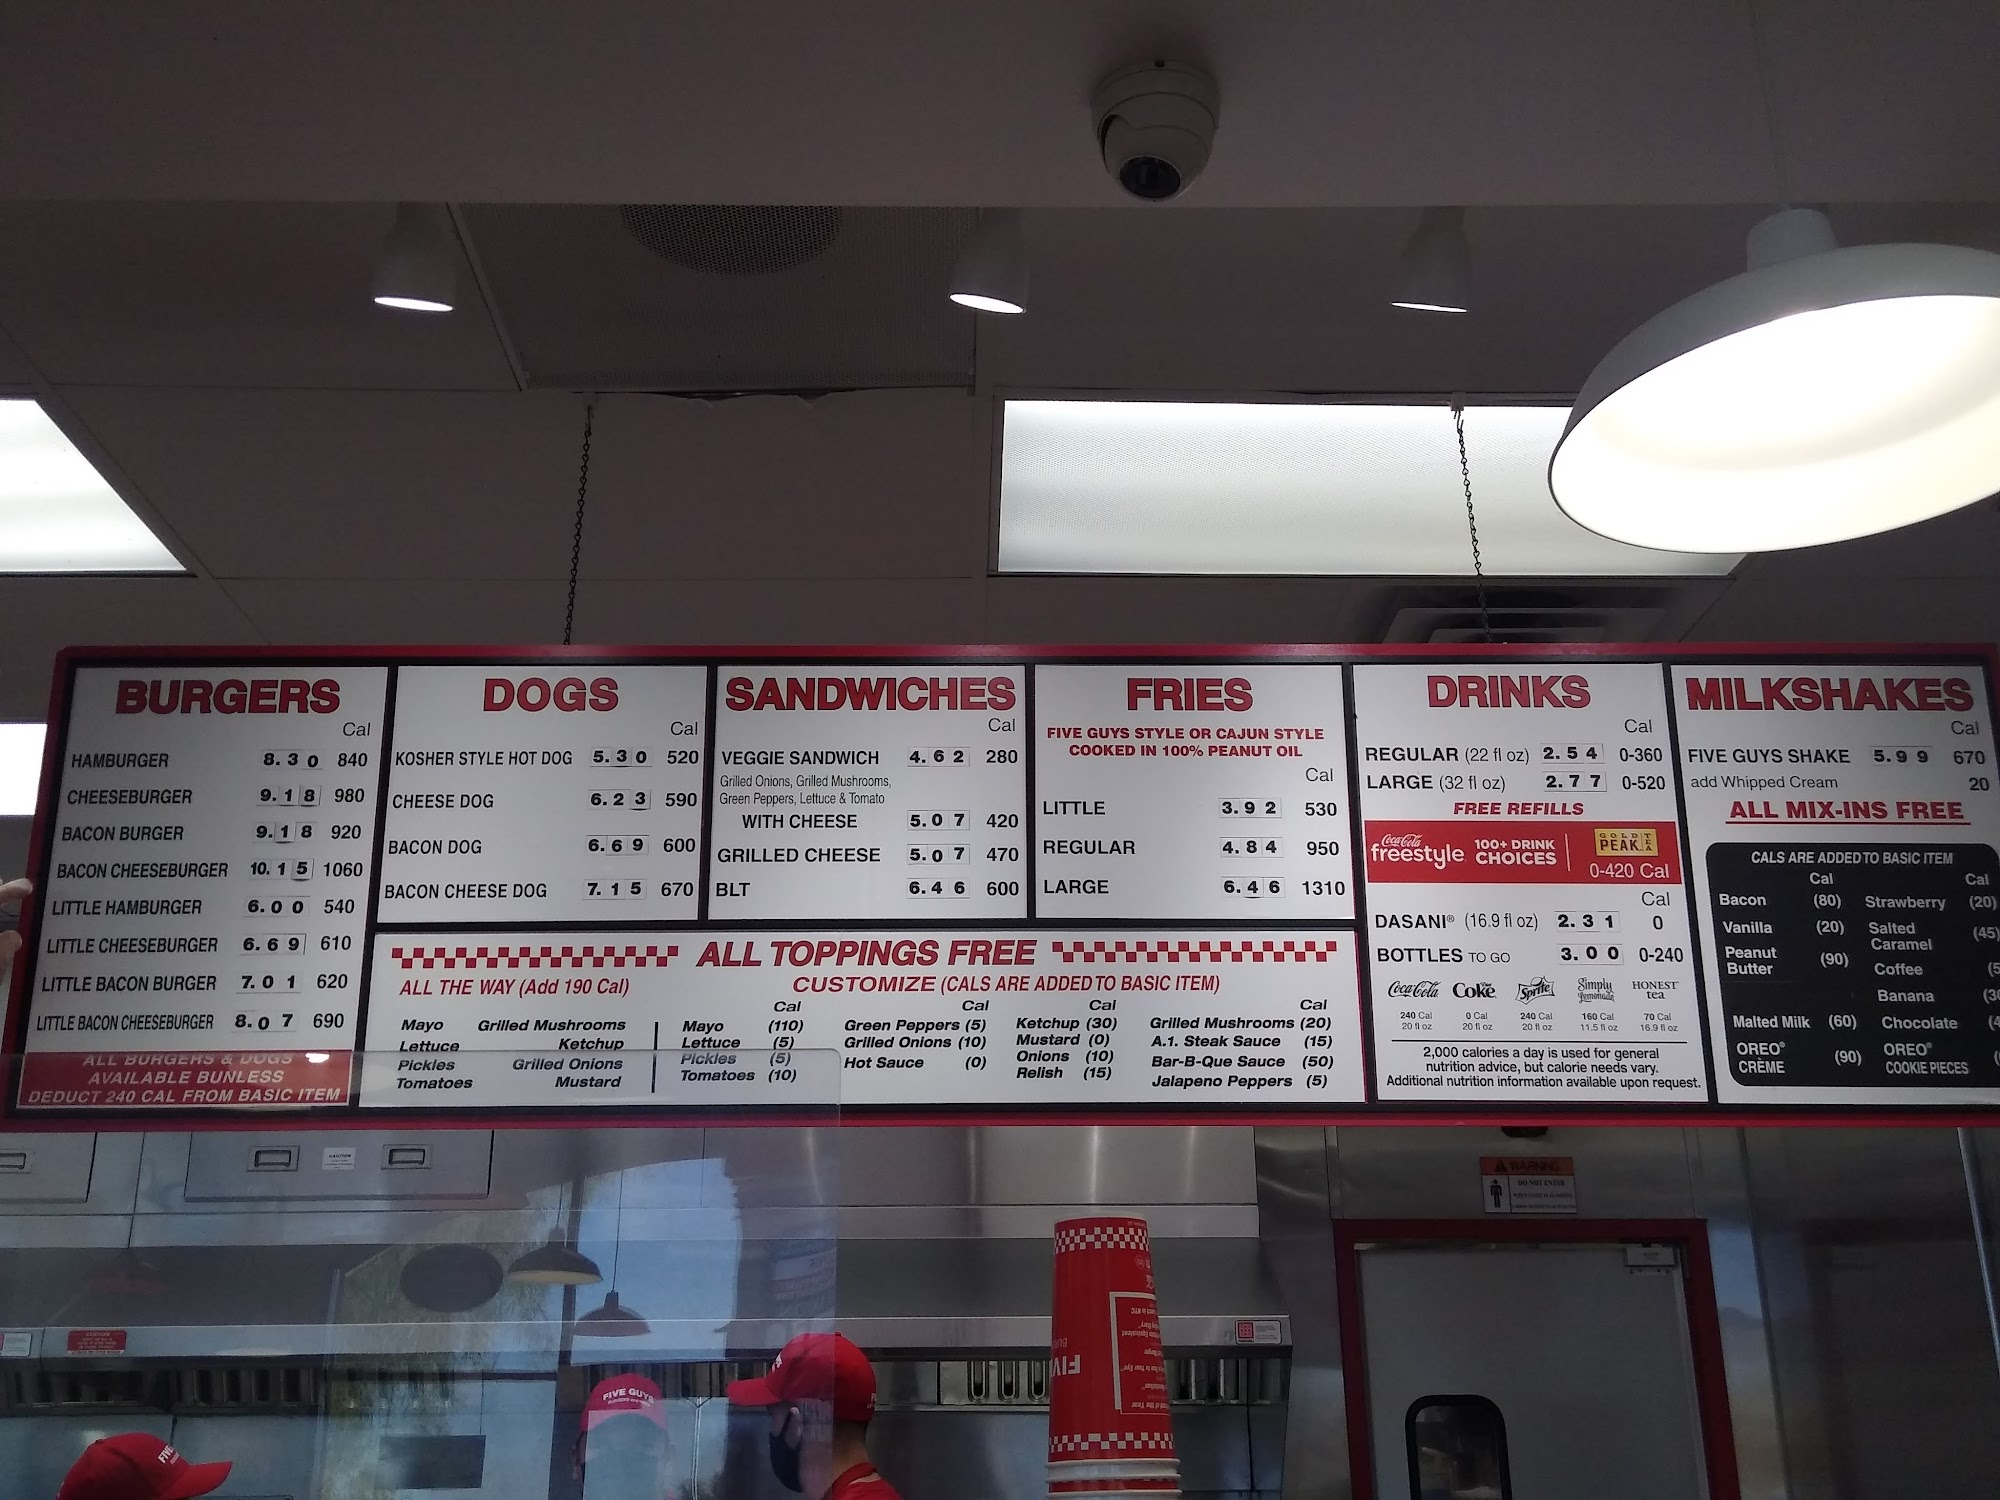 BURGERS
Cal
HAMBURGER 8.30 840
CHEESEBURGER 9.18 980
BACON BURGER 9.18 920
BACON CHEESEBURGER 10.15 1060
LITTLE HAMBURGER 6.00 540
LITTLE CHEESEBURGER 6.69 610
LITTLE BACON BURGER 7.01 620
LITTLE BACON CHEESEBURGER 8.07 690
ALL BURGERS & DOGS
AVAILABLE BUNLESS
DEDUCT 240 CAL FROM BASIC ITEM
DOGS
Cal
KOSHER STYLE HOT DOG 5.30 520
CHEESE DOG 6.23 590
BACON DOG 6.69 600
BACON CHEESE DOG 7.15 670
SANDWICHES
Cal
VEGGIE SANDWICH 4.62 280
Grilled Onions, Grilled Mushrooms,
Green Peppers, Lettuce & Tomato
WITH CHEESE 5.07 420
GRILLED CHEESE 5.07 470
BLT 6.46 600
FRIES
FIVE GUYS STYLE OR CAJUN STYLE
COOKED IN 100% PEANUT OIL
Cal
LITTLE 3.92 530
REGULAR 4.84 950
LARGE 6.46 1310
ALL TOPPINGS FREE
ALL THE WAY (Add 190 Cal)
Mayo Grilled Mushrooms
Lettuce Ketchup
Pickles Grilled Onions
Tomatoes Mustard
CUSTOMIZE (CALS ARE ADDED TO BASIC ITEM)
Cal Cal Cal Cal
Mayo (110) Green Peppers (5) Ketchup (30) Grilled Mushrooms (20)
Lettuce (5) Grilled Onions (10) Mustard (0) A.1. Steak Sauce (15)
Pickles (5) Hot Sauce (0) Onions (10) Bar-B-Que Sauce (50)
Tomatoes (10) Relish (15) Jalapeno Peppers (5)
DRINKS
Cal
REGULAR (22 fl oz) 2.54 0-360
LARGE (32 fl oz) 2.77 0-520
FREE REFILLS
Coca-Cola freestyle 100+ DRINK CHOICES GOLD PEAK TEA
0-420 Cal
Cal
DASANI® (16.9 fl oz) 2.31 0
BOTTLES TO GO 3.00 0-240
Coca-Cola Coke Sprite Simply Lemonade HONEST tea
240 Cal 0 Cal 240 Cal 160 Cal 70 Cal
20 fl oz 20 fl oz 20 fl oz 11.5 fl oz 16.9 fl oz
2,000 calories a day is used for general
nutrition advice, but calorie needs vary.
Additional nutrition information available upon request.
MILKSHAKES
Cal
FIVE GUYS SHAKE 5.99 670
add Whipped Cream 20
ALL MIX-INS FREE
CALS ARE ADDED TO BASIC ITEM
Cal Cal
Bacon (80) Strawberry (20)
Vanilla (20) Salted Caramel (45)
Peanut Butter (90) Coffee
Banana
Malted Milk (60) Chocolate
OREO® CRÈME (90) OREO® COOKIE PIECES
WARNING
DO NOT ENTER
CAUTION
FIVE GUYS
FIVE
FIVE